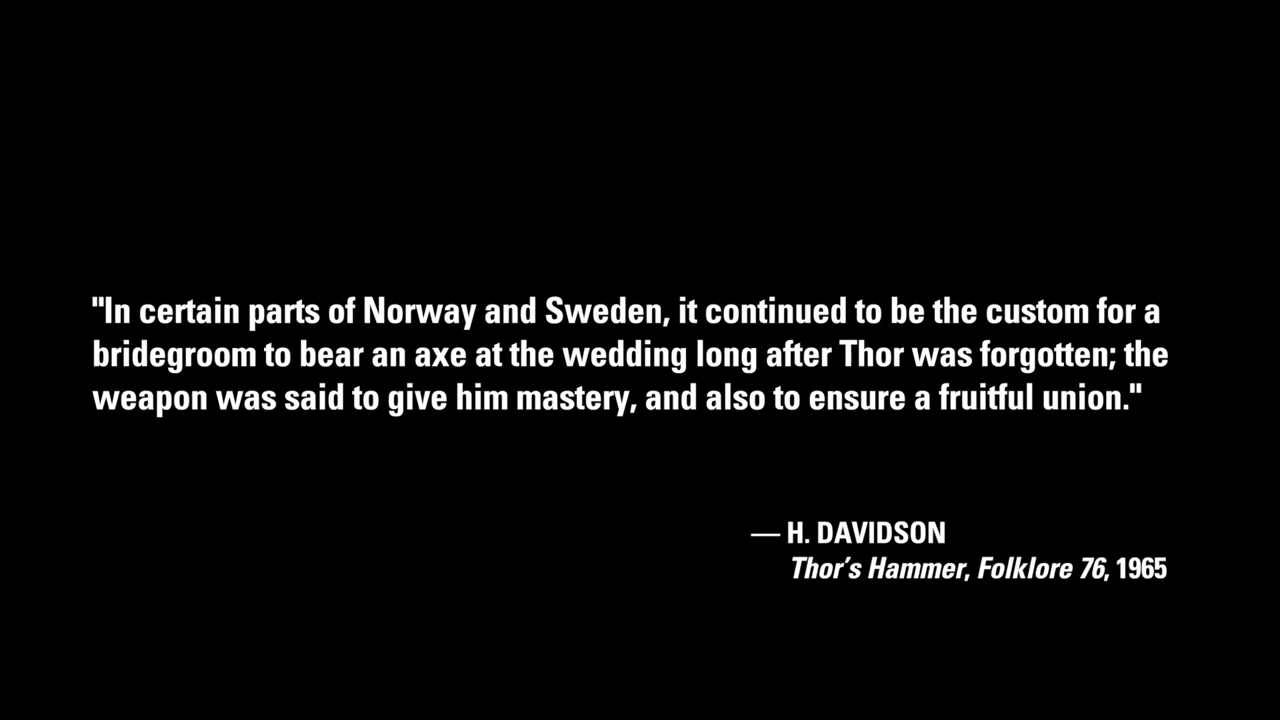 "In certain parts of Norway and Sweden, it continued to be the custom for a
bridegroom to bear an axe at the wedding long after Thor was forgotten; the
weapon was said to give him mastery, and also to ensure a fruitful union."
— H. DAVIDSON
Thor’s Hammer, Folklore 76, 1965